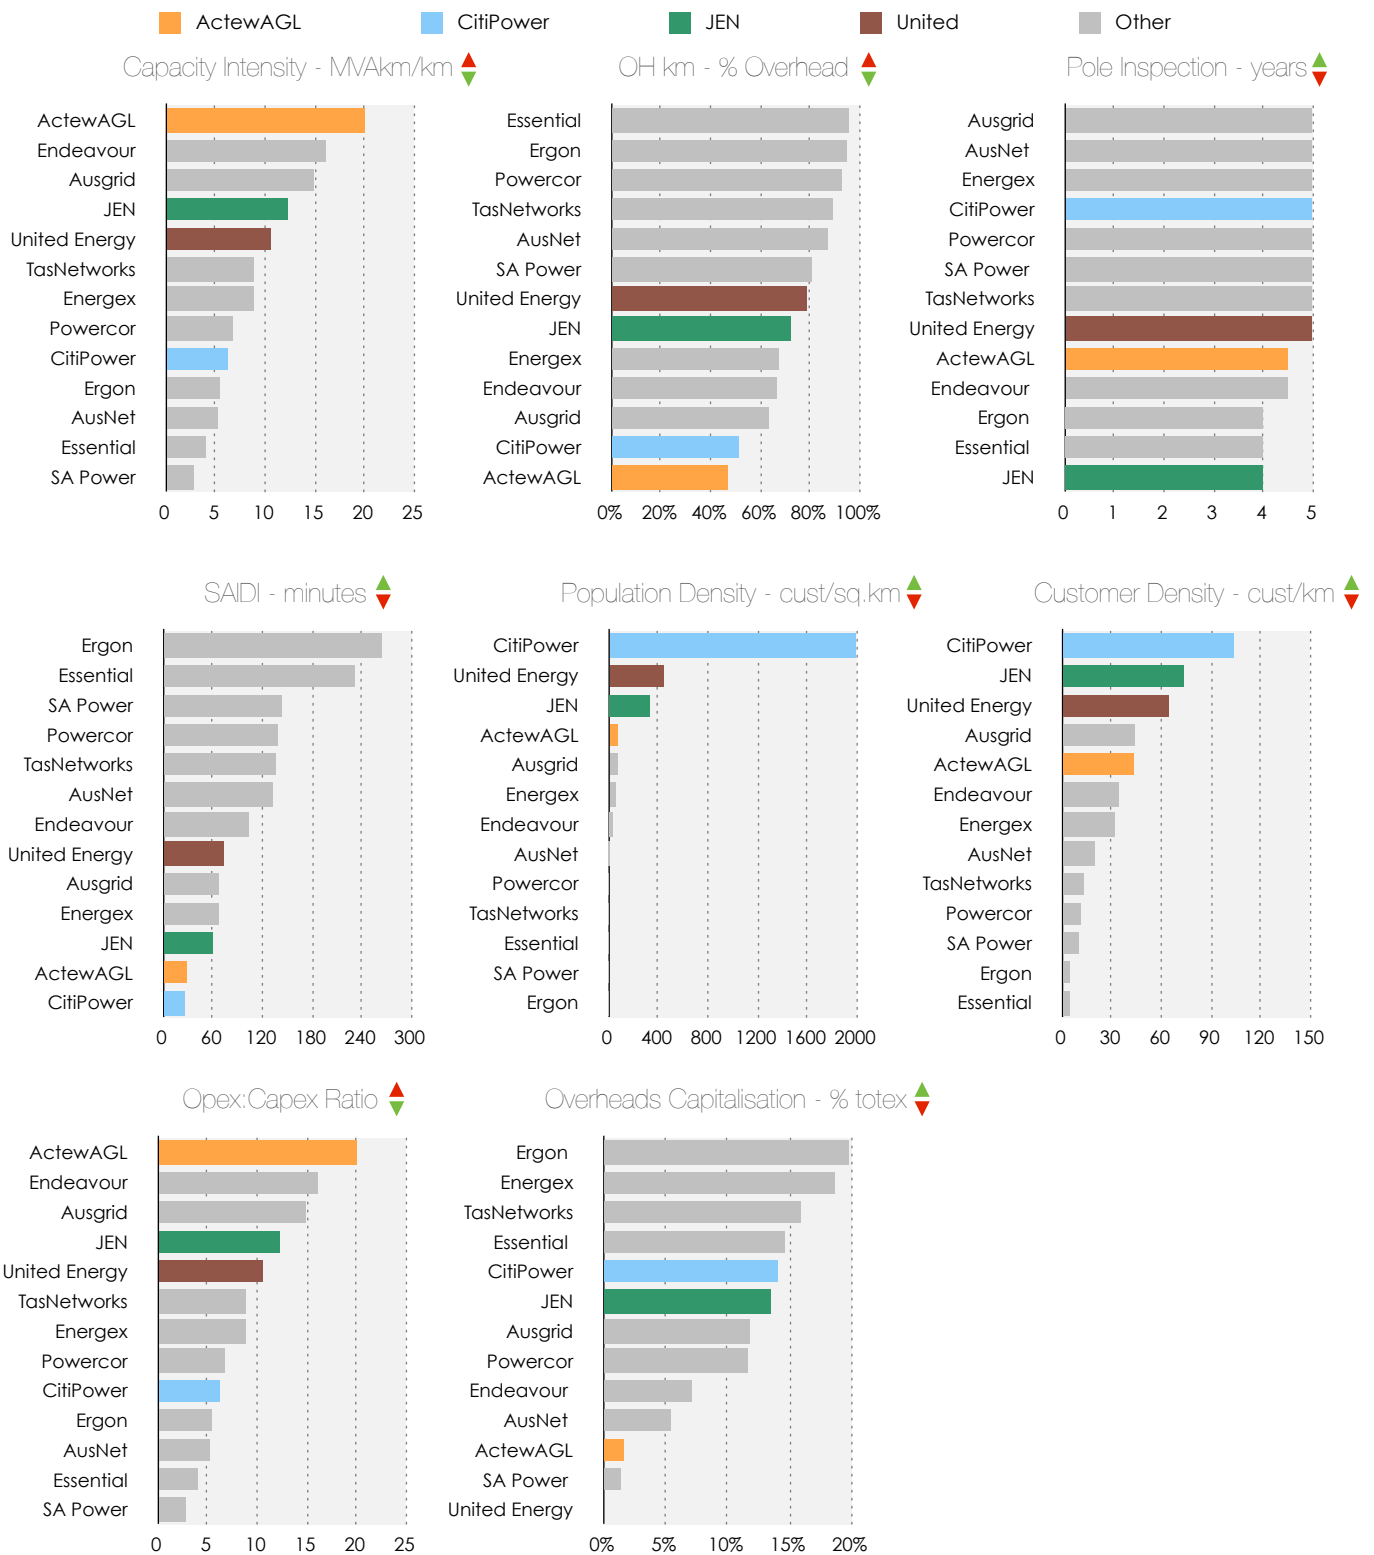 ActewAGL CitiPower JEN United Other
Capacity Intensity - MVAkm/km
ActewAGL
Endeavour
Ausgrid
JEN
United Energy
TasNetworks
Energex
Powercor
CitiPower
Ergon
AusNet
Essential
SA Power
0 5 10 15 20 25
OH km - % Overhead
Essential
Ergon
Powercor
TasNetworks
AusNet
SA Power
United Energy
JEN
Energex
Endeavour
Ausgrid
CitiPower
ActewAGL
0% 20% 40% 60% 80% 100%
Pole Inspection - years
Ausgrid
AusNet
Energex
CitiPower
Powercor
SA Power
TasNetworks
United Energy
ActewAGL
Endeavour
Ergon
Essential
JEN
0 1 2 3 4 5
SAIDI - minutes
Ergon
Essential
SA Power
Powercor
TasNetworks
AusNet
Endeavour
United Energy
Ausgrid
Energex
JEN
ActewAGL
CitiPower
0 60 120 180 240 300
Population Density - cust/sq.km
CitiPower
United Energy
JEN
ActewAGL
Ausgrid
Energex
Endeavour
AusNet
Powercor
TasNetworks
Essential
SA Power
Ergon
0 400 800 1200 1600 2000
Customer Density - cust/km
CitiPower
JEN
United Energy
Ausgrid
ActewAGL
Endeavour
Energex
AusNet
TasNetworks
Powercor
SA Power
Ergon
Essential
0 30 60 90 120 150
Opex:Capex Ratio
ActewAGL
Endeavour
Ausgrid
JEN
United Energy
TasNetworks
Energex
Powercor
CitiPower
Ergon
AusNet
Essential
SA Power
0 5 10 15 20 25
Overheads Capitalisation - % totex
Ergon
Energex
TasNetworks
Essential
CitiPower
JEN
Ausgrid
Powercor
Endeavour
AusNet
ActewAGL
SA Power
United Energy
0% 5% 10% 15% 20%